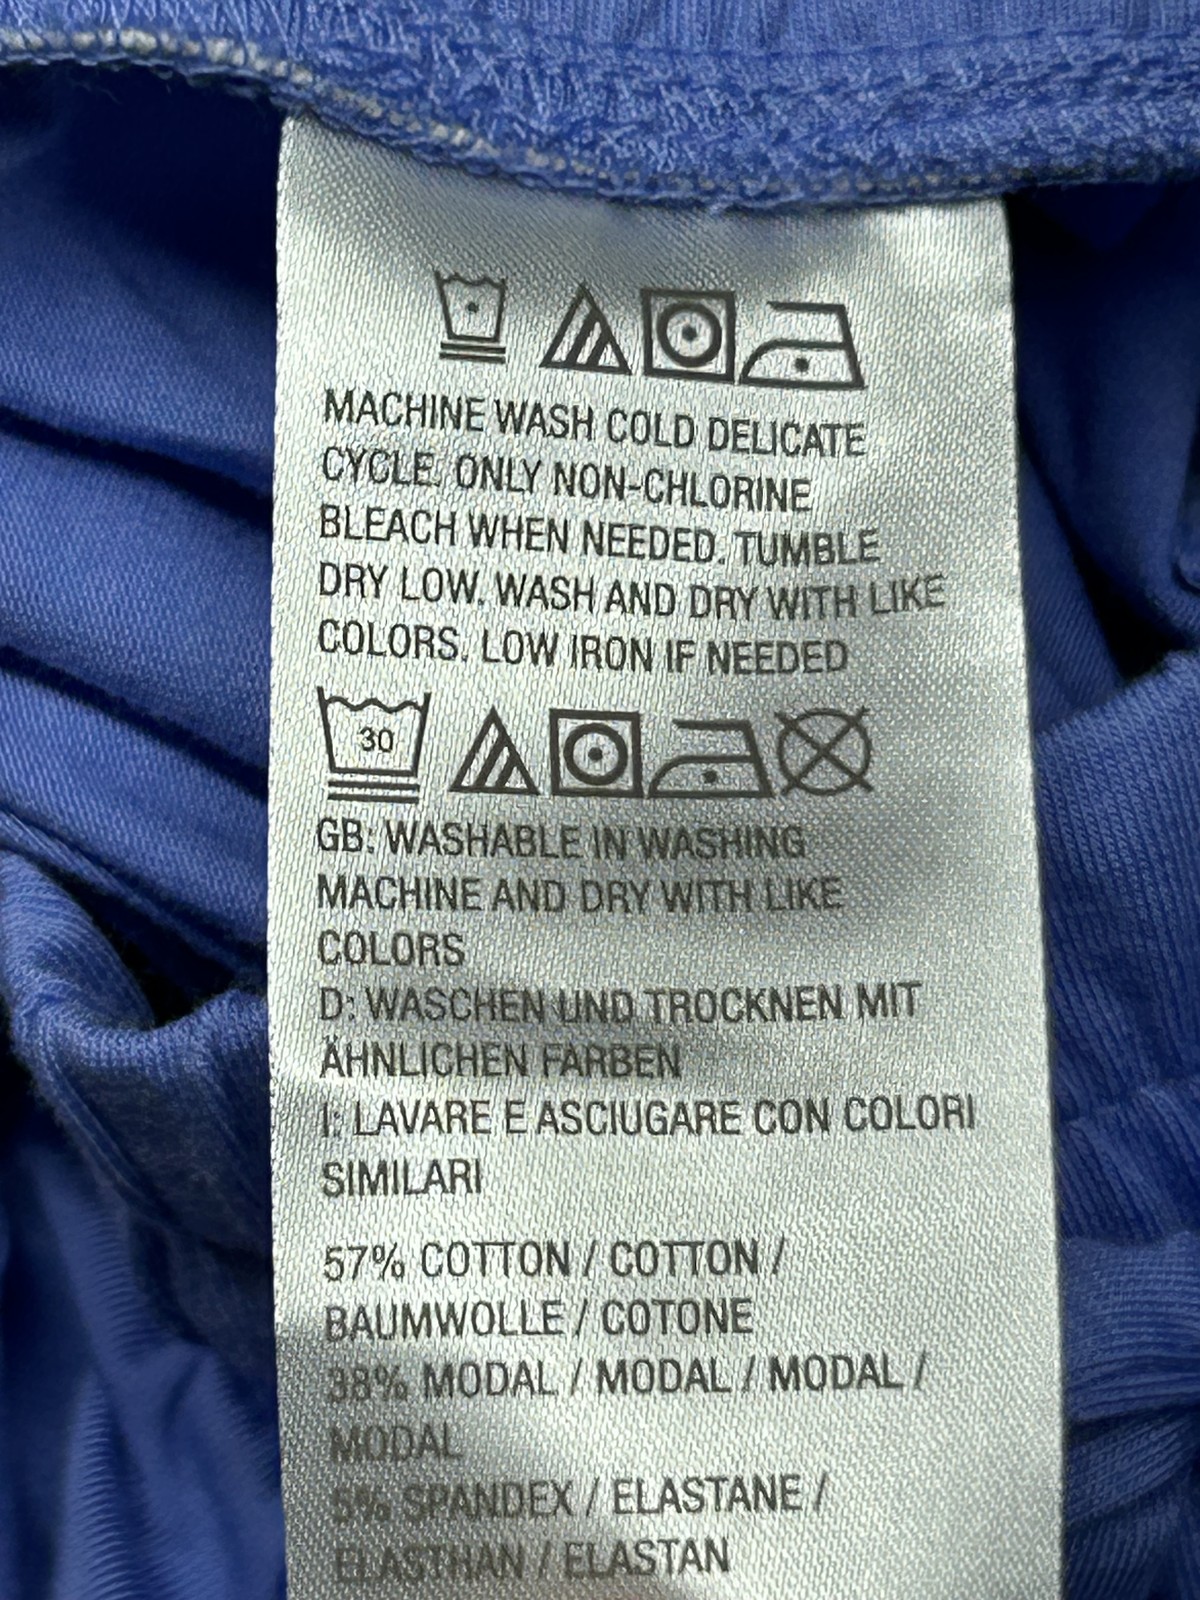 MACHINE WASH COLD DELICATE
CYCLE. ONLY NON-CHLORINE
BLEACH WHEN NEEDED. TUMBLE
DRY LOW. WASH AND DRY WITH LIKE
COLORS. LOW IRON IF NEEDED
30
GB: WASHABLE IN WASHING
MACHINE AND DRY WITH LIKE
COLORS
D: WASCHEN UND TROCKNEN MIT
ÄHNLICHEN FARBEN
I: LAVARE E ASCIUGARE CON COLORI
SIMILARI
57% COTTON / COTTON /
BAUMWOLLE / COTONE
38% MODAL / MODAL / MODAL /
MODAL
5% SPANDEX / ELASTANE /
ELASTHAN / ELASTAN